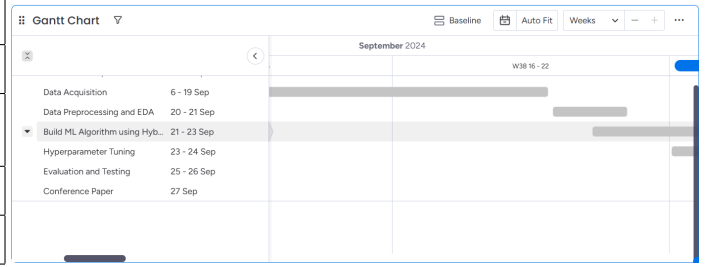 Gantt Chart
Baseline
Auto Fit
Weeks
September 2024
W38 16 - 22
Data Acquisition 6 - 19 Sep
Data Preprocessing and EDA 20 - 21 Sep
Build ML Algorithm using Hyb... 21 - 23 Sep
Hyperparameter Tuning 23 - 24 Sep
Evaluation and Testing 25 - 26 Sep
Conference Paper 27 Sep